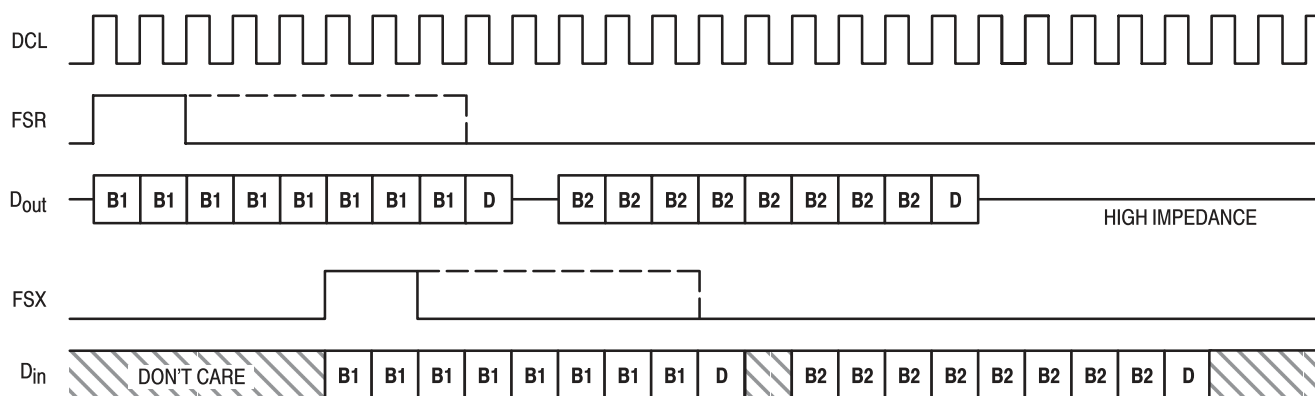 DCL
FSR
Dout B1 B1 B1 B1 B1 B1 B1 B1 D B2 B2 B2 B2 B2 B2 B2 B2 D
HIGH IMPEDANCE
FSX
Din DON'T CARE B1 B1 B1 B1 B1 B1 B1 B1 D B2 B2 B2 B2 B2 B2 B2 B2 D